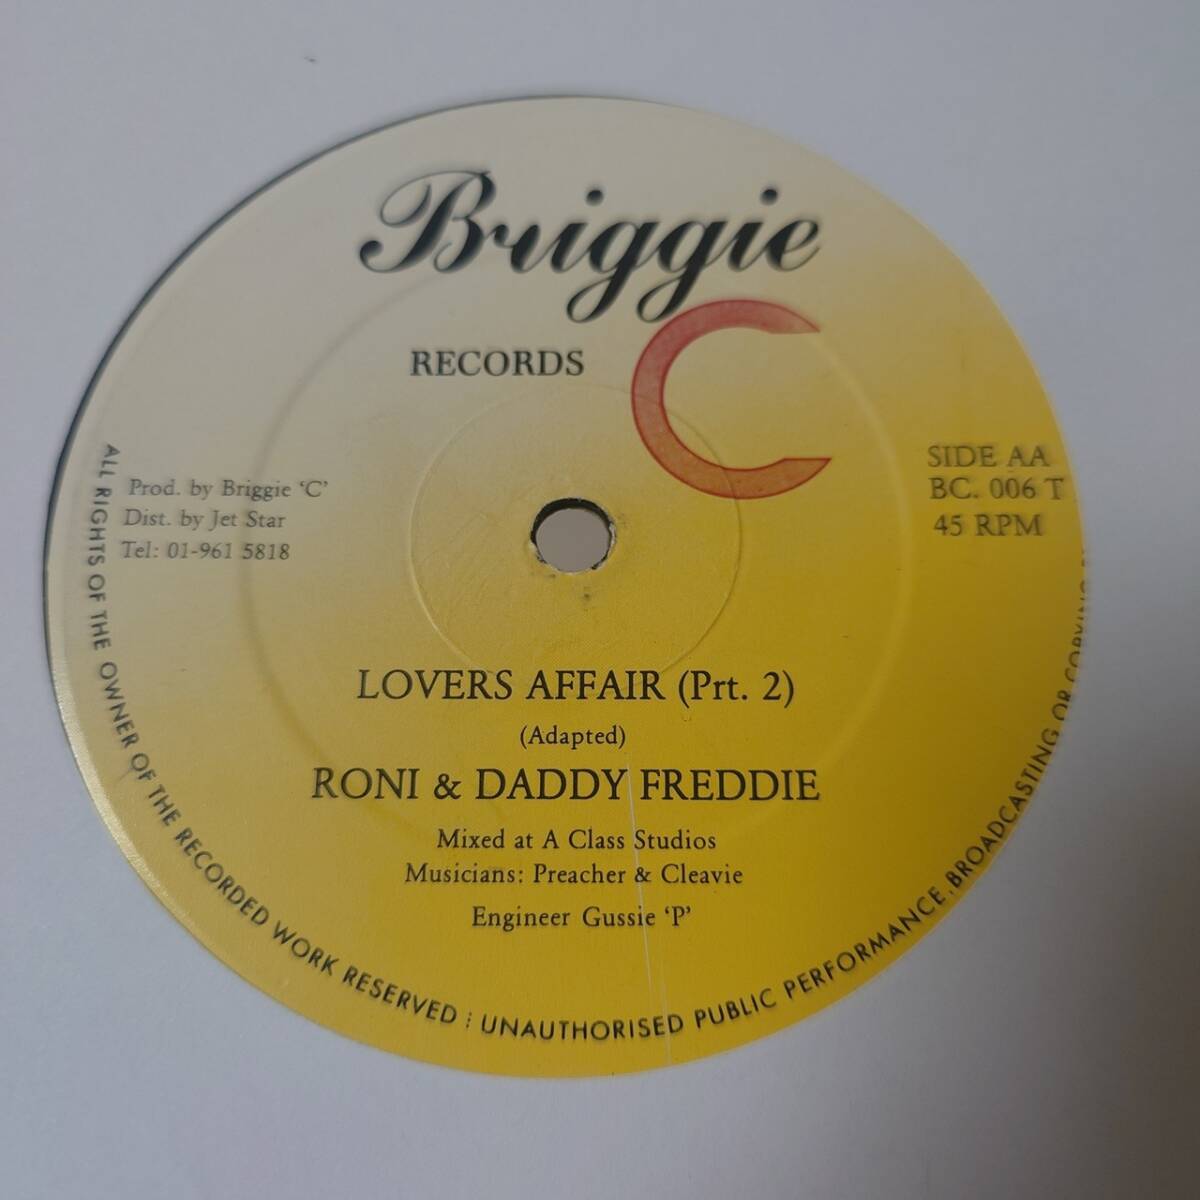 Briggie
C
RECORDS
Prod. by Briggie ‘C’
Dist. by Jet Star
Tel: 01-961 5818
SIDE AA
BC. 006 T
45 RPM
LOVERS AFFAIR (Prt. 2)
(Adapted)
RONI & DADDY FREDDIE
Mixed at A Class Studios
Musicians: Preacher & Cleavie
Engineer Gussie ‘P’
ALL RIGHTS OF THE OWNER OF THE RECORDED WORK RESERVED : UNAUTHORISED PUBLIC PERFORMANCE, BROADCASTING OR COPYING